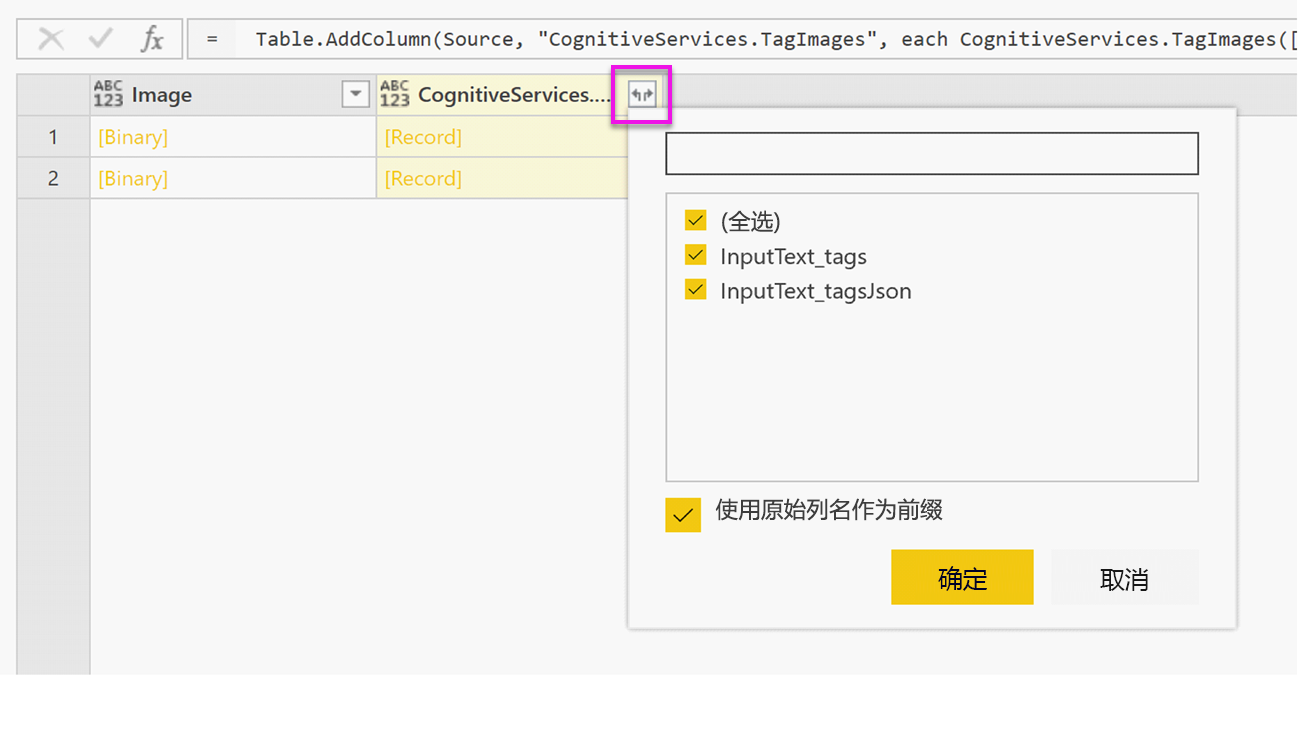 fx = Table.AddColumn(Source, "CognitiveServices.TagImages", each CognitiveServices.TagImages([
ABC 123 Image ABC 123 CognitiveServices....
1 [Binary] [Record]
2 [Binary] [Record]
(全选)
InputText_tags
InputText_tagsJson
使用原始列名作为前缀
确定 取消